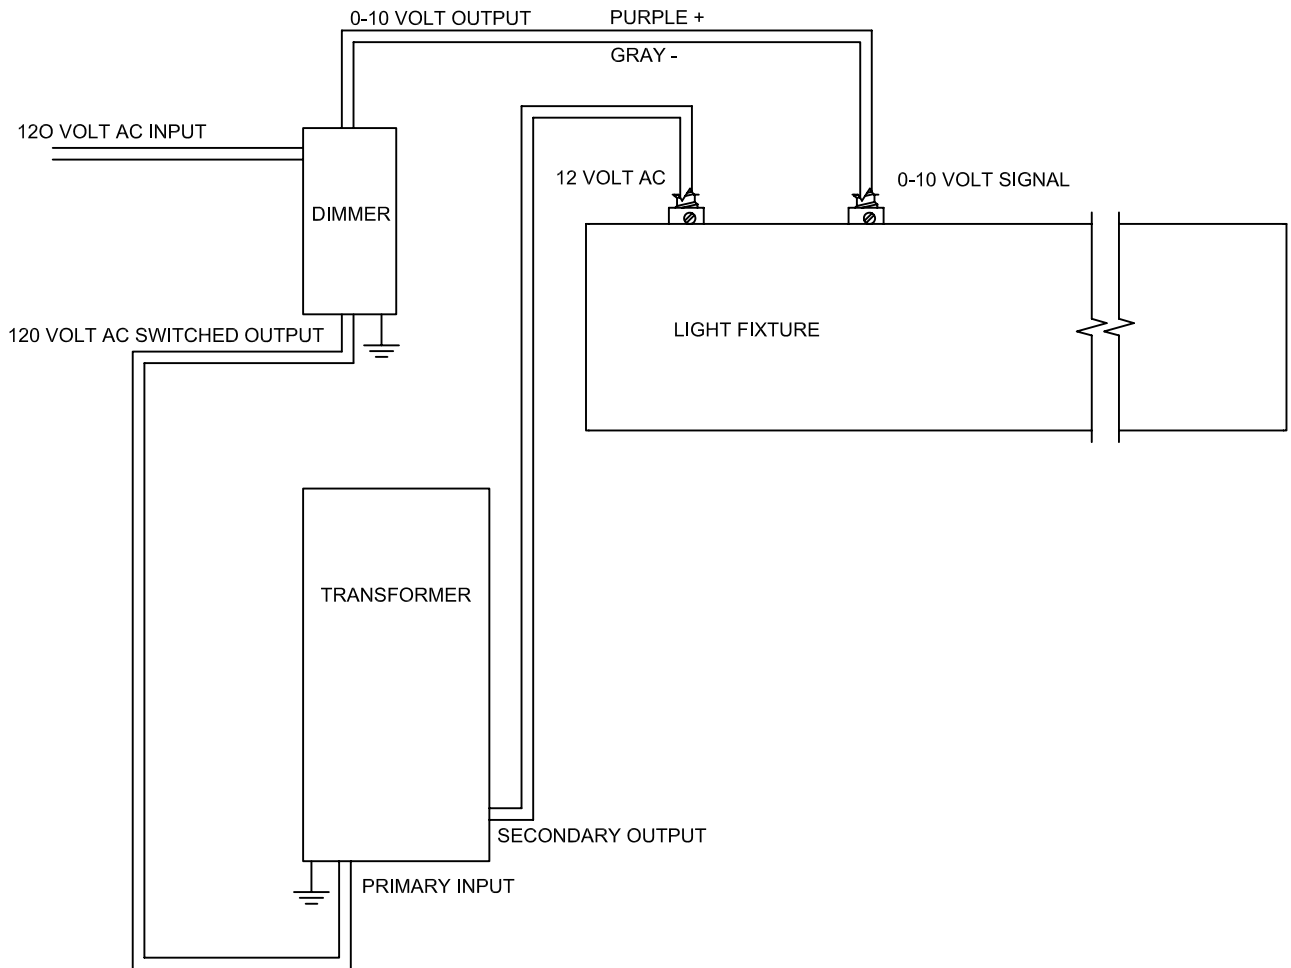 0-10 VOLT OUTPUT
PURPLE +
GRAY -
12O VOLT AC INPUT
12 VOLT AC
0-10 VOLT SIGNAL
DIMMER
120 VOLT AC SWITCHED OUTPUT
LIGHT FIXTURE
TRANSFORMER
SECONDARY OUTPUT
PRIMARY INPUT